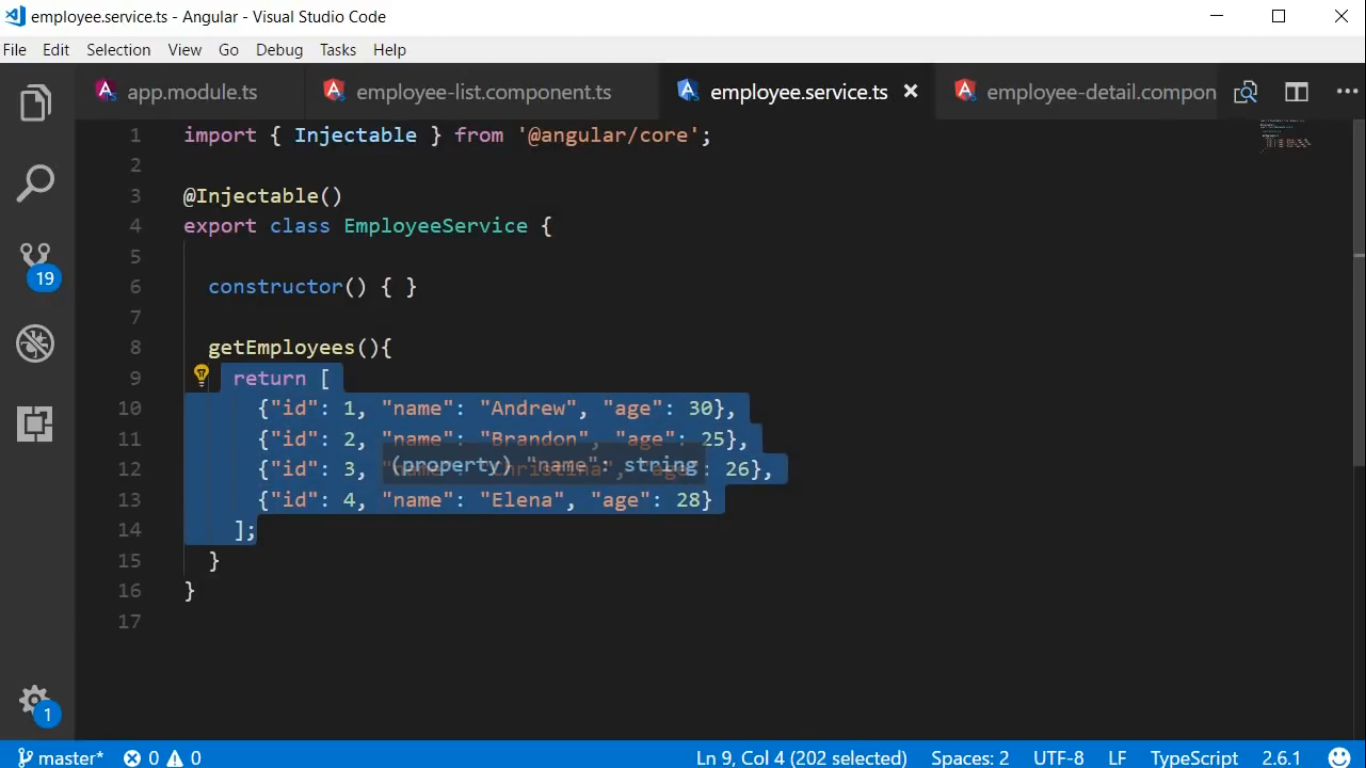 employee.service.ts - Angular - Visual Studio Code
File Edit Selection View Go Debug Tasks Help
app.module.ts employee-list.component.ts employee.service.ts employee-detail.compon
1 import { Injectable } from '@angular/core';
2
3 @Injectable()
4 export class EmployeeService {
5
6 constructor() { }
7
8 getEmployees(){
9 return [
10 {"id": 1, "name": "Andrew", "age": 30},
11 {"id": 2, "name": "Brandon", "age": 25},
(property) "name": string
12 {"id": 3, "name": "Christina", "age": 26},
13 {"id": 4, "name": "Elena", "age": 28}
14 ];
15 }
16 }
17
19
1
master* 0 0 Ln 9, Col 4 (202 selected) Spaces: 2 UTF-8 LF TypeScript 2.6.1